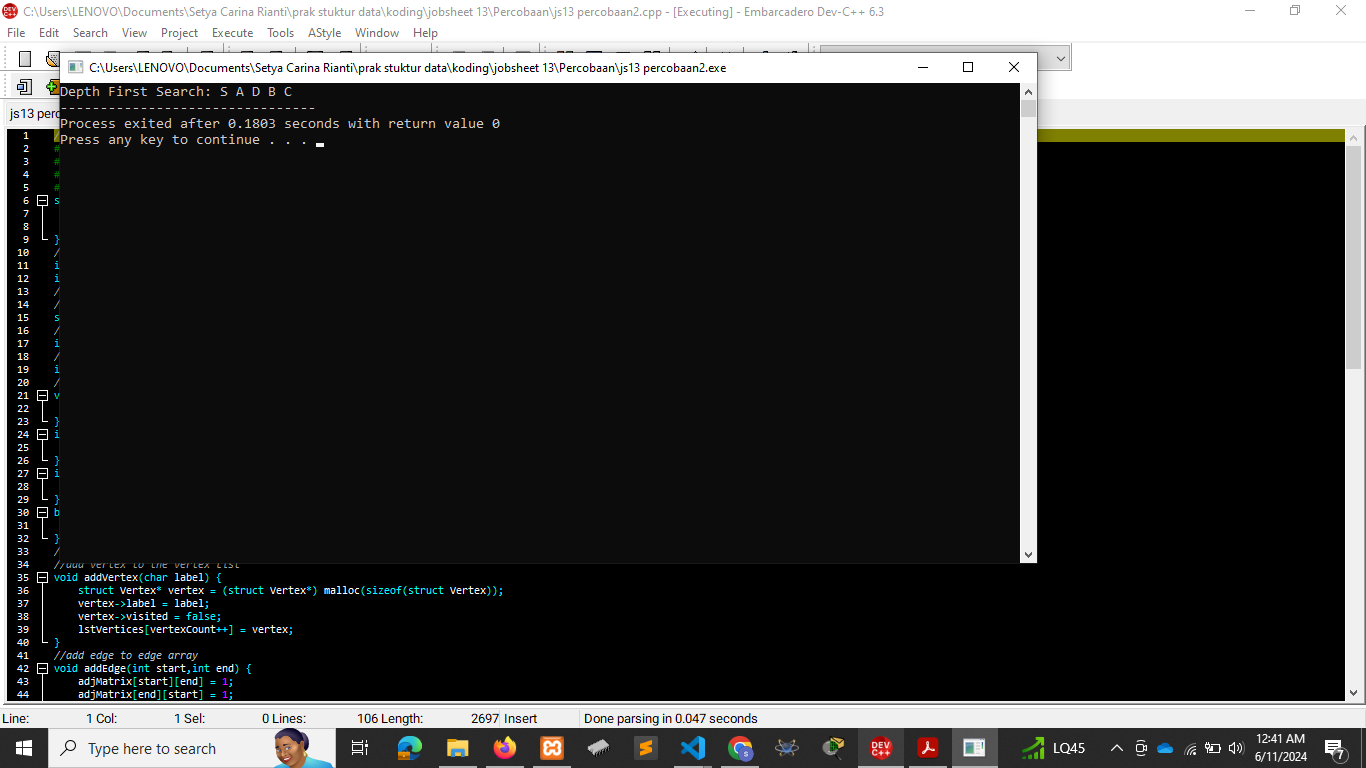 C:\Users\LENOVO\Documents\Setya Carina Rianti\prak stuktur data\koding\jobsheet 13\Percobaan\js13 percobaan2.cpp - [Executing] - Embarcadero Dev-C++ 6.3
File Edit Search View Project Execute Tools AStyle Window Help
C:\Users\LENOVO\Documents\Setya Carina Rianti\prak stuktur data\koding\jobsheet 13\Percobaan\js13 percobaan2.exe
Depth First Search: S A D B C
--------------------------------
Process exited after 0.1803 seconds with return value 0
Press any key to continue . . .
js13
1 /
2 #
3 #
4 #
5 #
6 s
7
8
9 }
10 /
11 i
12 i
13 /
14 /
15 s
16 /
17 i
18 /
19 i
20 /
21 v
22
23 }
24 i
25
26 }
27 i
28
29 }
30 b
31
32 }
33 /
34 //add vertex to the vertex list
35 void addVertex(char label) {
36 struct Vertex* vertex = (struct Vertex*) malloc(sizeof(struct Vertex));
37 vertex->label = label;
38 vertex->visited = false;
39 lstVertices[vertexCount++] = vertex;
40 }
41 //add edge to edge array
42 void addEdge(int start,int end) {
43 adjMatrix[start][end] = 1;
44 adjMatrix[end][start] = 1;
Line: 1 Col: 1 Sel: 0 Lines: 106 Length: 2697 Insert Done parsing in 0.047 seconds
Type here to search
DEV C++
LQ45
12:41 AM
6/11/2024
7